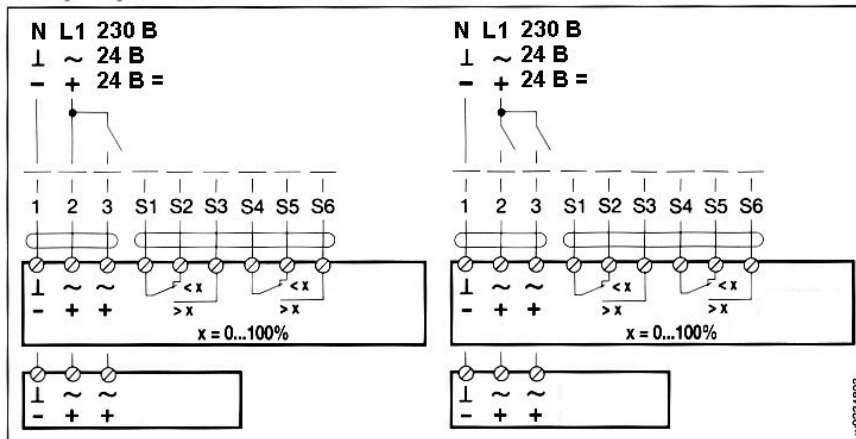 N L1 230 В
⊥ ~ 24 В
- + 24 В =
1 2 3 S1 S2 S3 S4 S5 S6
⊥ ~ ~ < x < x
- + + > x > x
x = 0...100%
⊥ ~ ~
- + +
N L1 230 В
⊥ ~ 24 В
- + 24 В =
1 2 3 S1 S2 S3 S4 S5 S6
⊥ ~ ~ < x < x
- + + > x > x
x = 0...100%
⊥ ~ ~
- + +